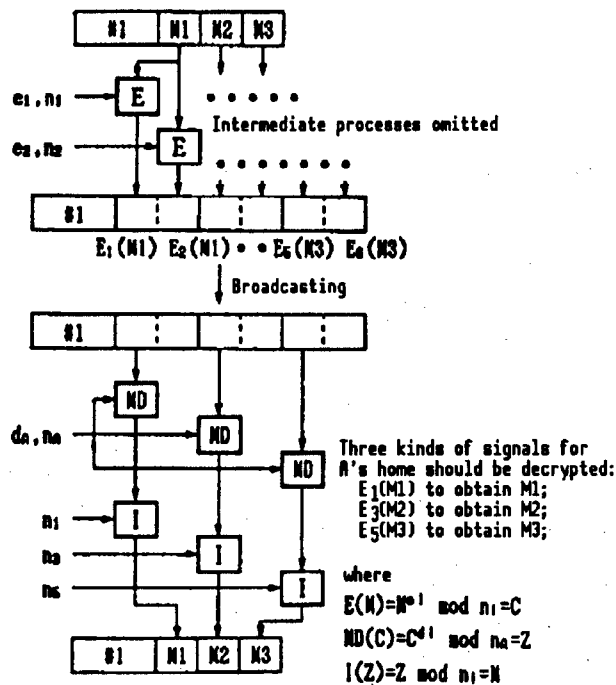 #1 M1 M2 M3
e₁,n₁ E
Intermediate processes omitted
e₂,n₂ E
#1
E₁(M1) E₂(M1) • • E₅(M3) E₆(M3)
Broadcasting
#1
MD
dₐ,nₐ MD
MD
Three kinds of signals for
A's home should be decrypted:
E₁(M1) to obtain M1;
E₃(M2) to obtain M2;
E₅(M3) to obtain M3;
n₁ I
n₃ I
n₅ I
where
E(M)=Mᵉⁱ mod nᵢ=C
MD(C)=Cᵈⁱ mod nₐ=Z
I(Z)=Z mod nᵢ=M
#1 M1 M2 M3